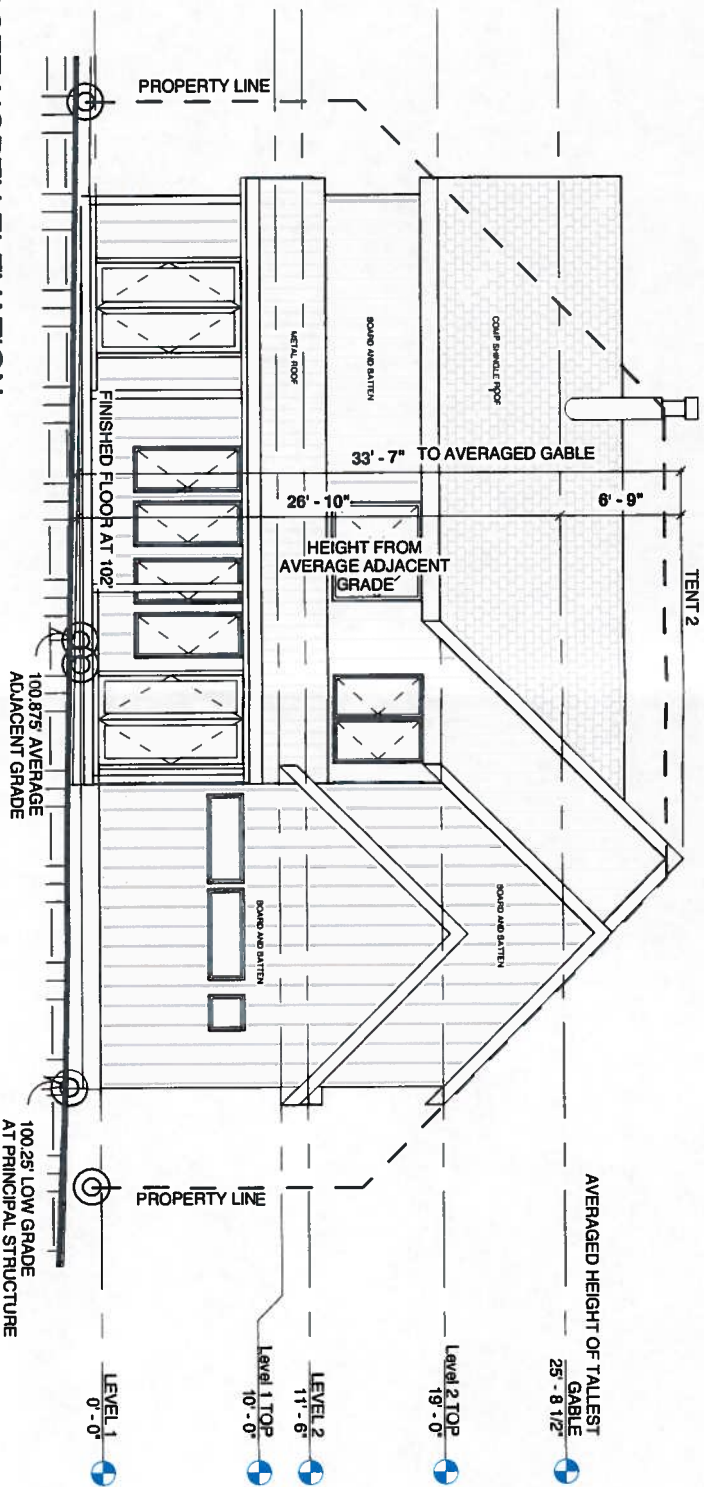 PROPERTY LINE
COMP SHINGLE ROOF
BOARD AND BATTEN
METAL ROOF
33' - 7" TO AVERAGED GABLE
26' - 10"
6' - 9"
TENT 2
HEIGHT FROM
AVERAGE ADJACENT
GRADE
FINISHED FLOOR AT 102'
100.875' AVERAGE
ADJACENT GRADE
BOARD AND BATTEN
BOARD AND BATTEN
100.25' LOW GRADE
AT PRINCIPAL STRUCTURE
PROPERTY LINE
AVERAGED HEIGHT OF TALLEST
GABLE
25' - 8 1/2"
Level 2 TOP
19' - 0"
LEVEL 2
11' - 6"
Level 1 TOP
10' - 0"
LEVEL 1
0' - 0"